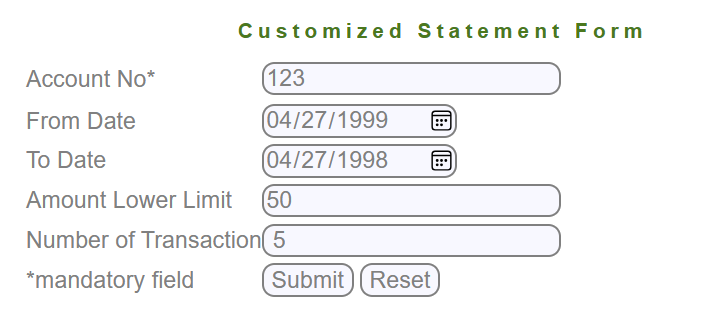 Customized Statement Form
Account No* 123
From Date 04/27/1999
To Date 04/27/1998
Amount Lower Limit 50
Number of Transaction 5
*mandatory field Submit Reset